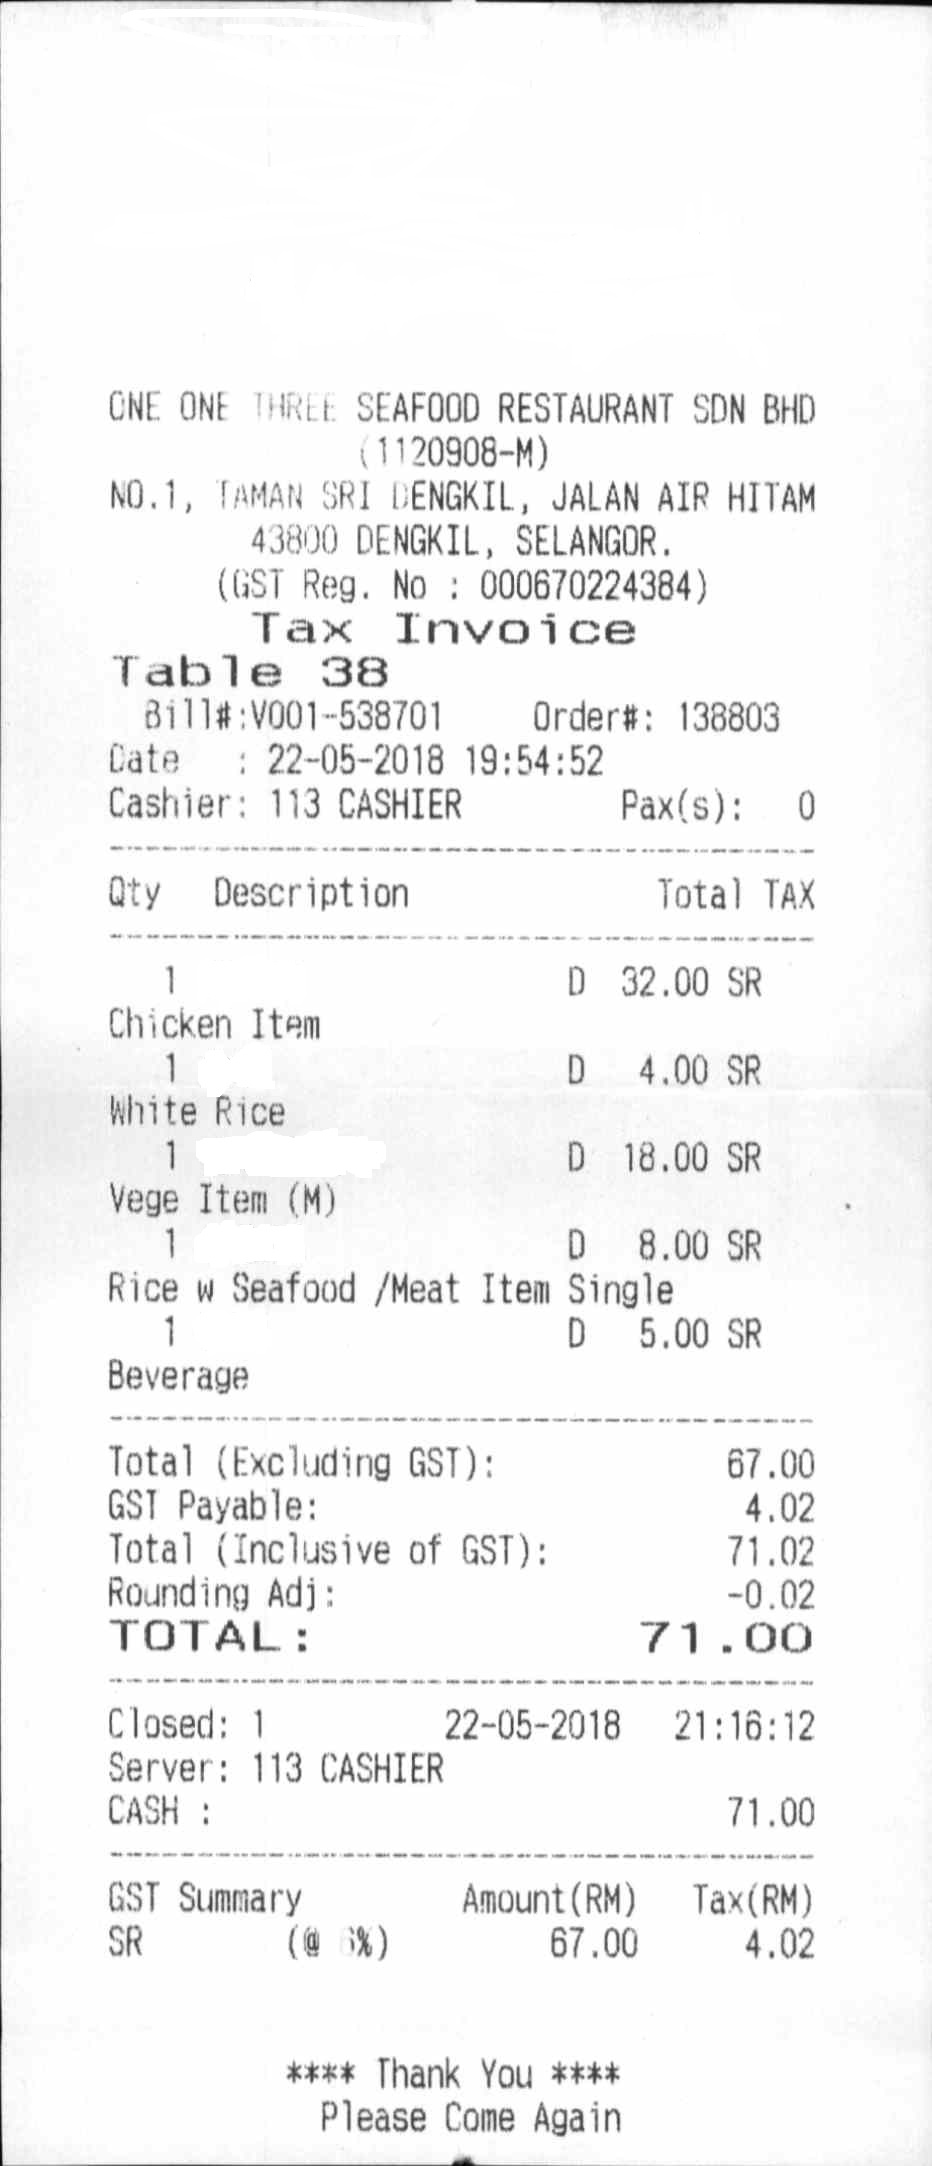 ONE ONE THREE SEAFOOD RESTAURANT SDN BHD
(1120908-M)
NO.1, TAMAN SRI DENGKIL, JALAN AIR HITAM
43800 DENGKIL, SELANGOR.
(GST Reg. No : 000670224384)
Tax Invoice
Table 38
Bill#:V001-538701 Order#: 138803
Date : 22-05-2018 19:54:52
Cashier: 113 CASHIER Pax(s): 0
Qty Description Total TAX
1 D 32.00 SR
Chicken Item
1 D 4.00 SR
White Rice
1 D 18.00 SR
Vege Item (M)
1 D 8.00 SR
Rice w Seafood /Meat Item Single
1 D 5.00 SR
Beverage
Total (Excluding GST): 67.00
GST Payable: 4.02
Total (Inclusive of GST): 71.02
Rounding Adj: -0.02
TOTAL: 71.00
Closed: 1 22-05-2018 21:16:12
Server: 113 CASHIER
CASH : 71.00
GST Summary Amount(RM) Tax(RM)
SR (@ 6%) 67.00 4.02
**** Thank You ****
Please Come Again